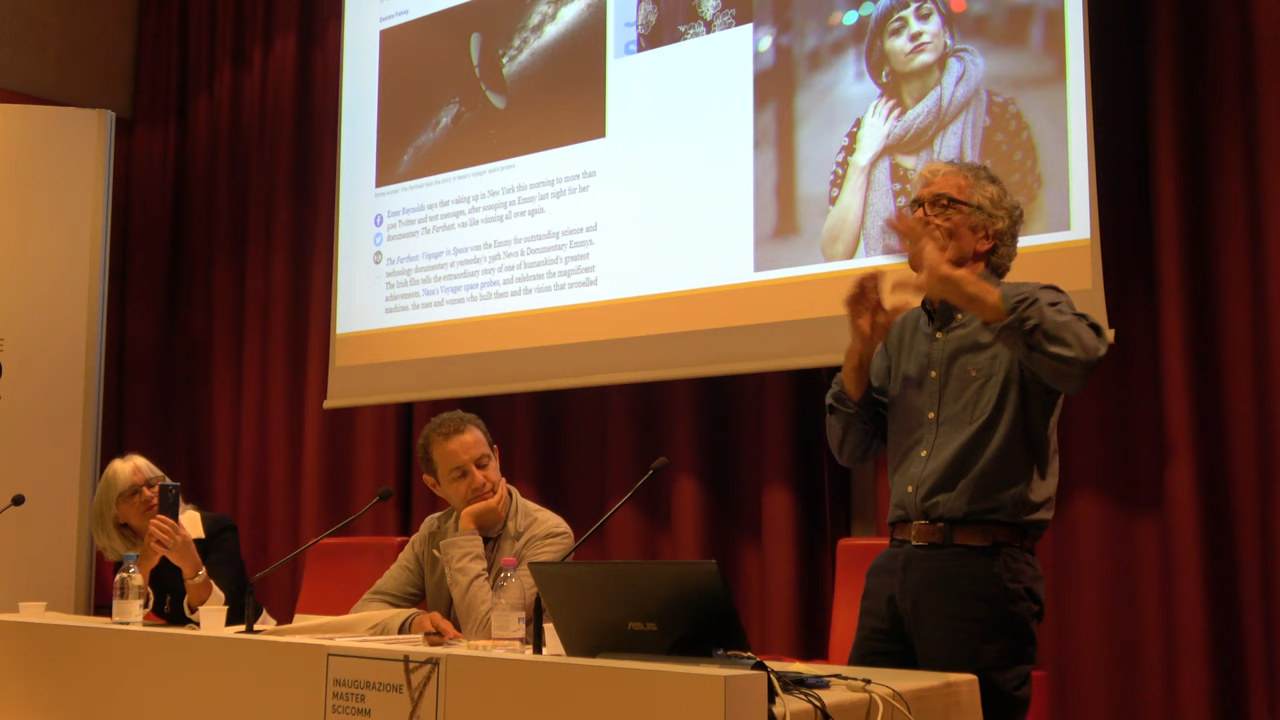 Emer Reynolds says that waking up in New York this morning to more than
500 Twitter and text messages, after scooping an Emmy last night for her
documentary The Farthest, was like winning all over again.
The Farthest: Voyager in Space was the Emmy for outstanding science and
technology documentary at yesterday's 39th News & Documentary Emmys.
The Irish film tells the extraordinary story of one of humankind's greatest
achievements, Nasa's Voyager space probes, and celebrates the magnificent
machines, the men and women who built them and the vision that propelled
ASUS
INAUGURAZIONE
MASTER
SCICOMM